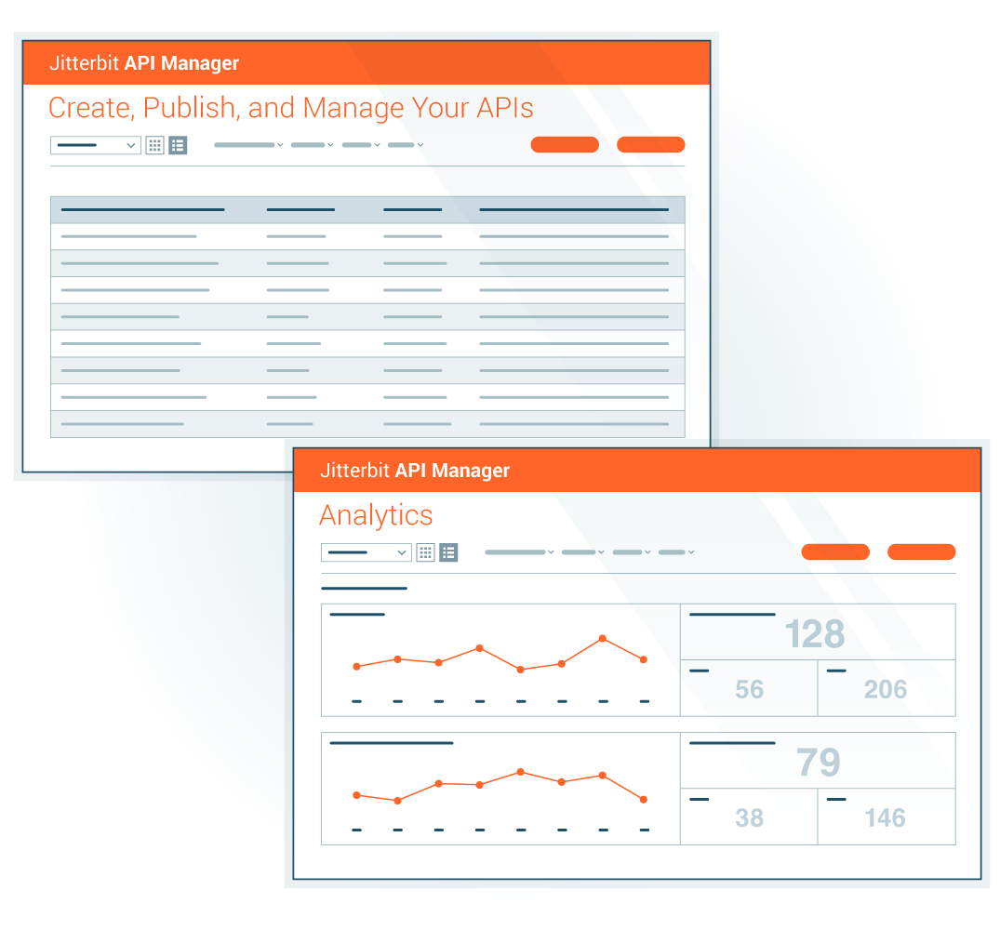 Jitterbit API Manager
Create, Publish, and Manage Your APIs
Jitterbit API Manager
Analytics
128
56
206
79
38
146